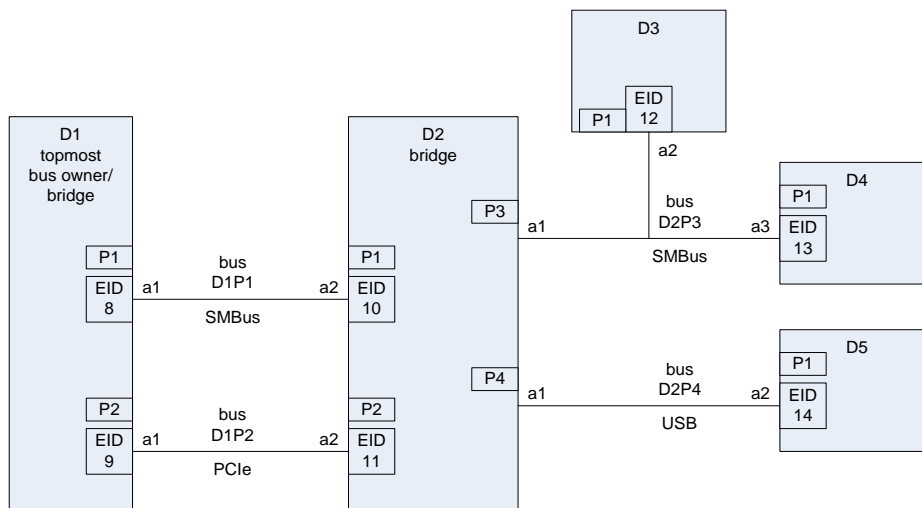 D1
topmost
bus owner/
bridge
P1
EID
8
P2
EID
9
a1
bus
D1P1
a2
SMBus
a1
bus
D1P2
a2
PCIe
D2
bridge
P1
EID
10
P2
EID
11
P3
P4
a1
bus
D2P3
a3
SMBus
a1
bus
D2P4
a2
USB
D3
P1
EID
12
a2
D4
P1
EID
13
D5
P1
EID
14